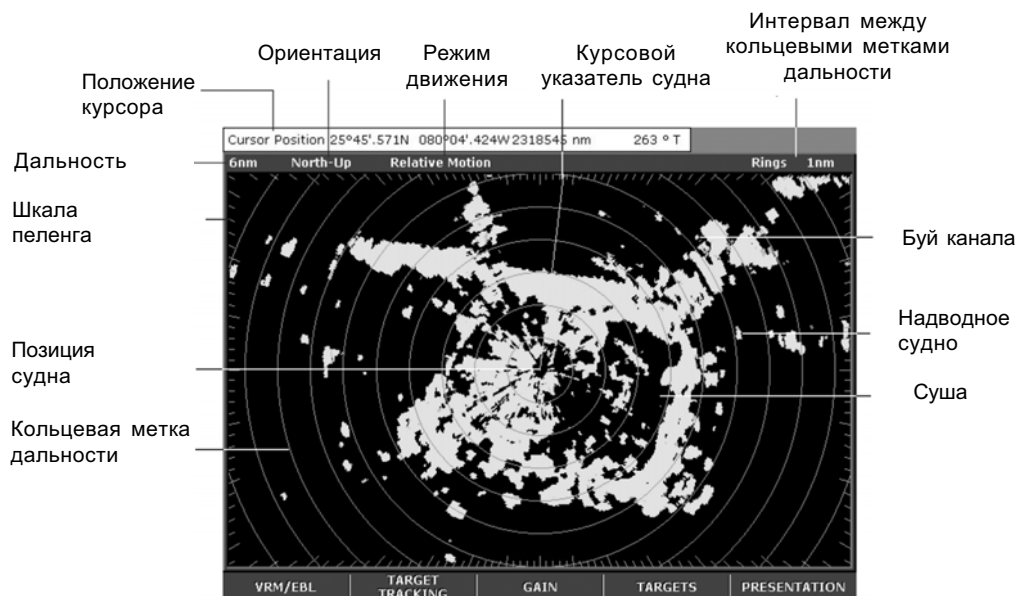 Интервал между
кольцевыми метками
дальности
Ориентация
Режим
движения
Курсовой
указатель судна
Положение
курсора
Cursor Position 25°45'.571N 080°04'.424W 2318545 nm 263 ° T
Дальность
6nm North-Up Relative Motion Rings 1nm
Шкала
пеленга
Буй канала
Надводное
судно
Позиция
судна
Суша
Кольцевая метка
дальности
VRM/EBL TARGET TRACKING GAIN TARGETS PRESENTATION